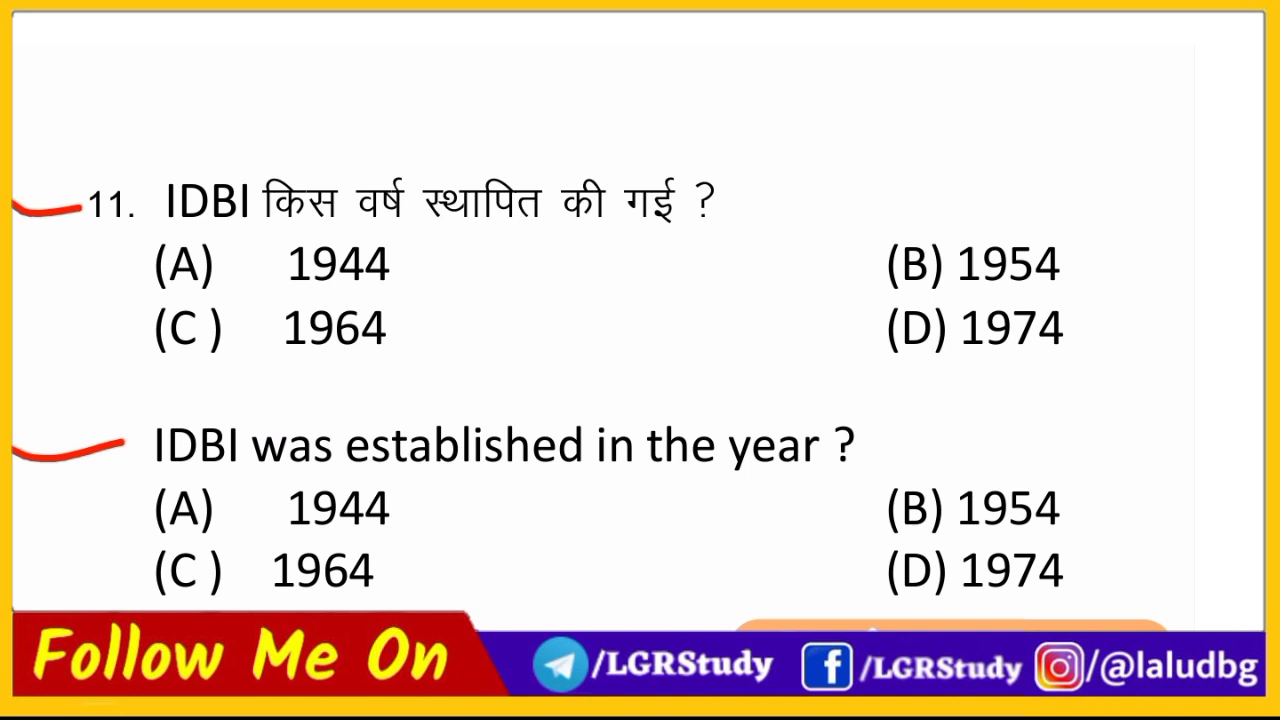 11. IDBI किस वर्ष स्थापित की गई ?
(A) 1944 (B) 1954
(C ) 1964 (D) 1974
IDBI was established in the year ?
(A) 1944 (B) 1954
(C ) 1964 (D) 1974
Follow Me On /LGRStudy /LGRStudy /@laludbg